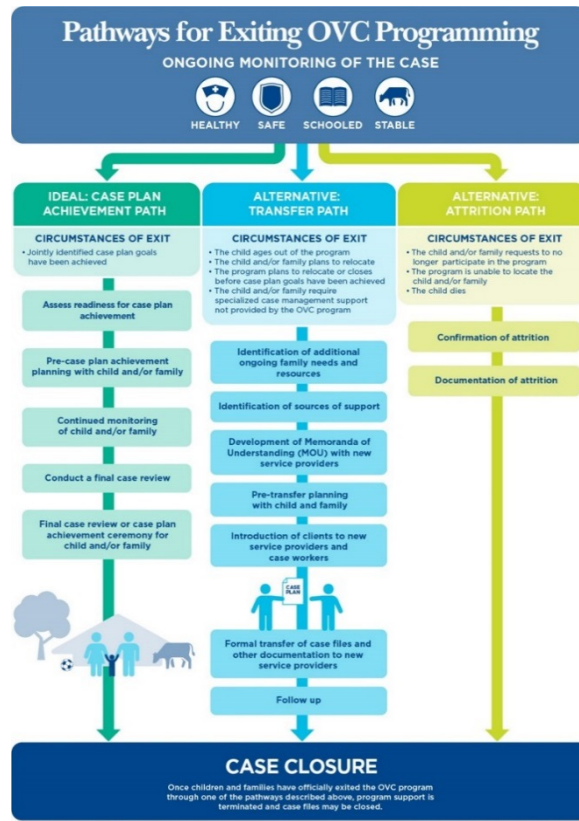 Pathways for Exiting OVC Programming
ONGOING MONITORING OF THE CASE
HEALTHY SAFE SCHOOLED STABLE
IDEAL: CASE PLAN
ACHIEVEMENT PATH
CIRCUMSTANCES OF EXIT
• Jointly identified case plan goals
have been achieved
Assess readiness for case plan
achievement
Pre-case plan achievement
planning with child and/or family
Continued monitoring
of child and/or family
Conduct a final case review
Final case review or case plan
achievement ceremony for
child and/or family
ALTERNATIVE:
TRANSFER PATH
CIRCUMSTANCES OF EXIT
• The child ages out of the program
• The child and/or family plans to relocate
• The program plans to relocate or closes
before case plan goals have been achieved
• The child and/or family require
specialized case management support
not provided by the OVC program
Identification of additional
ongoing family needs and
resources
Identification of sources of support
Development of Memoranda of
Understanding (MOU) with new
service providers
Pre-transfer planning
with child and family
Introduction of clients to new
service providers and
case workers
CASE
PLAN
Formal transfer of case files and
other documentation to new
service providers
Follow up
ALTERNATIVE:
ATTRITION PATH
CIRCUMSTANCES OF EXIT
• The child and/or family requests to no
longer participate in the program
• The program is unable to locate the
child and/or family
• The child dies
Confirmation of attrition
Documentation of attrition
CASE CLOSURE
Once children and families have officially exited the OVC program
through one of the pathways described above, program support is
terminated and case files may be closed.